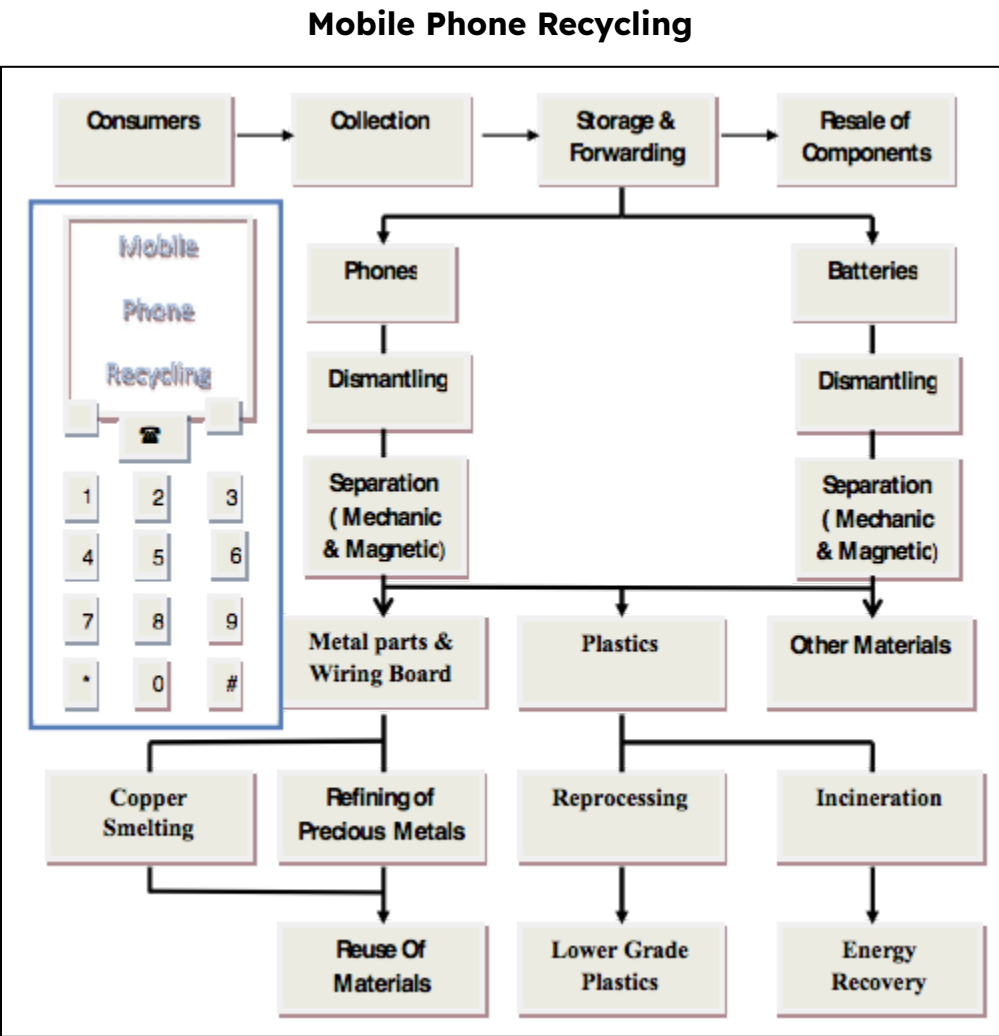 Mobile Phone Recycling
Consumers
Collection
Storage &
Forwarding
Resale of
Components
Mobile
Phone
Recycling
☎
1
2
3
4
5
6
7
8
9
*
0
#
Phones
Batteries
Dismantling
Dismantling
Separation
( Mechanic
& Magnetic)
Separation
( Mechanic
& Magnetic)
Metal parts &
Wiring Board
Plastics
Other Materials
Copper
Smelting
Refining of
Precious Metals
Reprocessing
Incineration
Reuse Of
Materials
Lower Grade
Plastics
Energy
Recovery